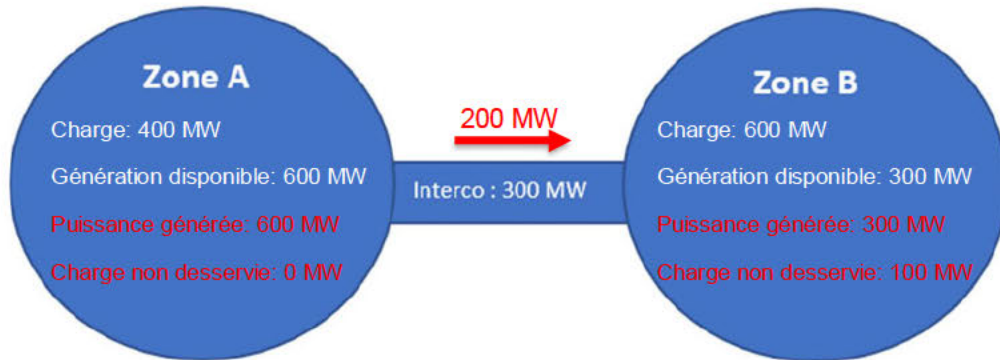 Zone A
Charge: 400 MW
Génération disponible: 600 MW
Puissance générée: 600 MW
Charge non desservie: 0 MW
200 MW
Interco : 300 MW
Zone B
Charge: 600 MW
Génération disponible: 300 MW
Puissance générée: 300 MW
Charge non desservie: 100 MW